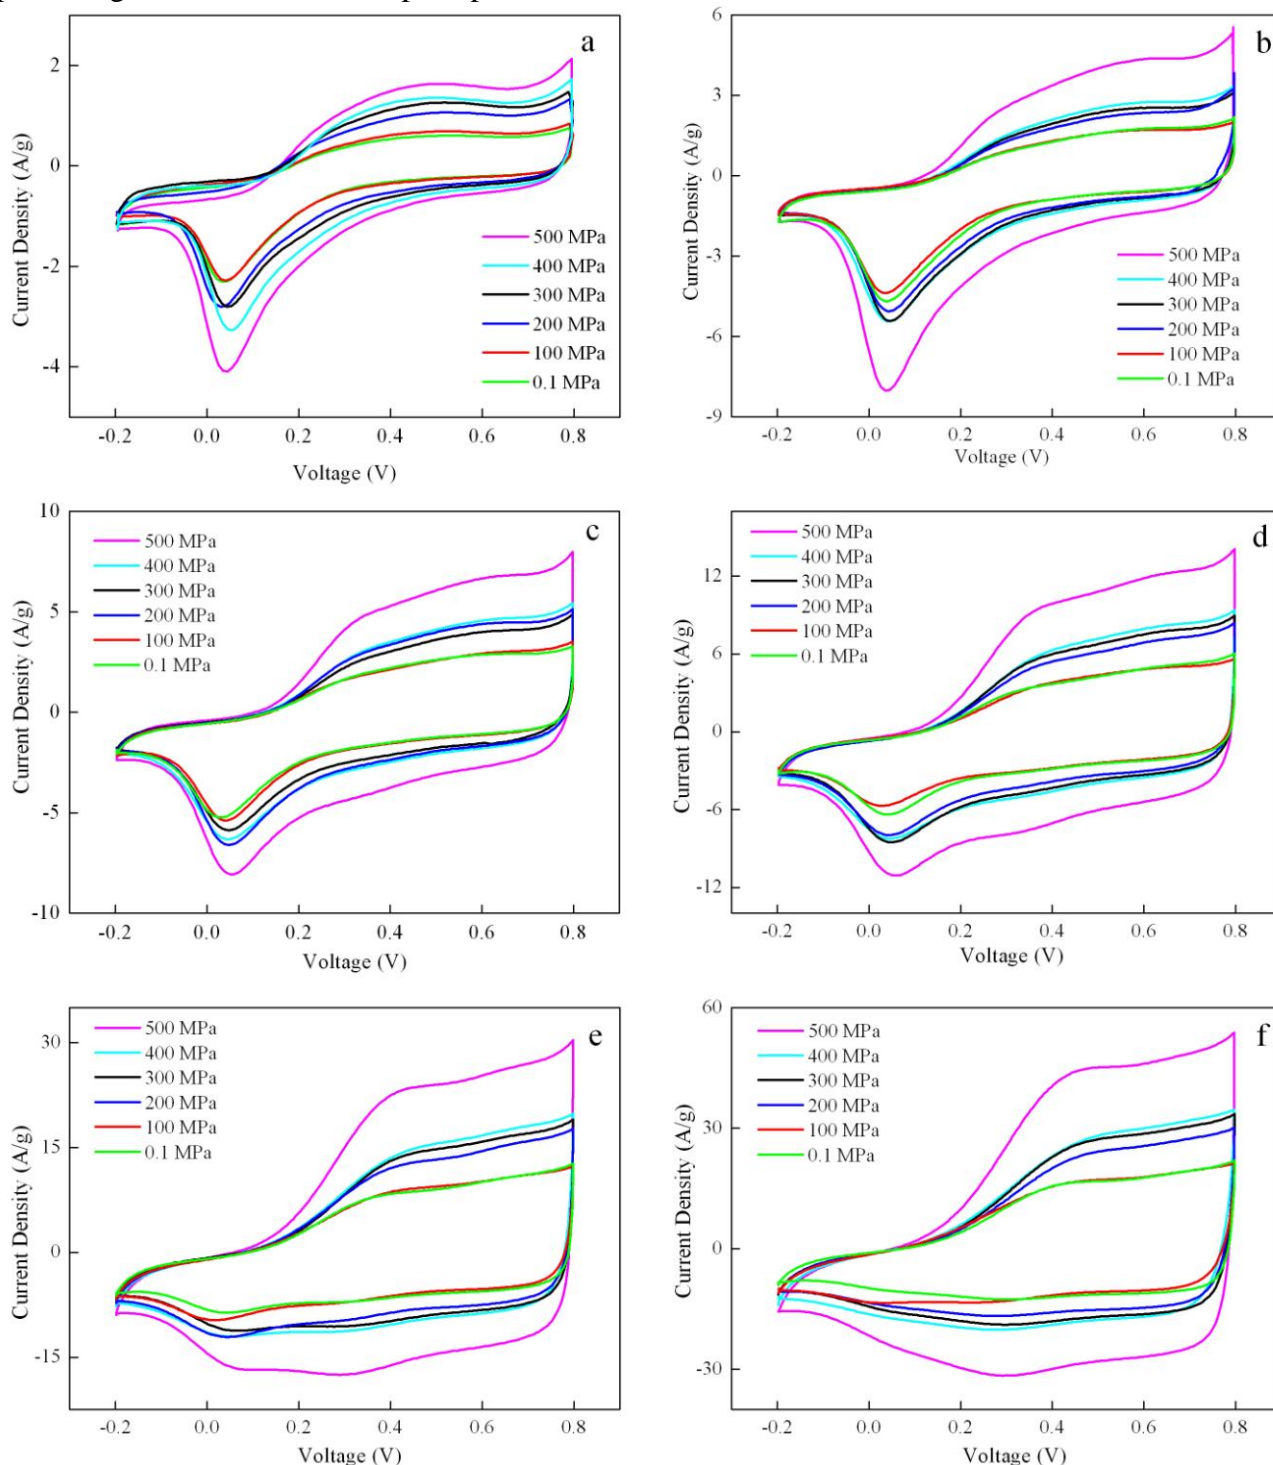 a
2
0
-2
-4
Current Density (A/g)
500 MPa
400 MPa
300 MPa
200 MPa
100 MPa
0.1 MPa
-0.2 0.0 0.2 0.4 0.6 0.8
Voltage (V)
b
6
3
0
-3
-6
-9
Current Density (A/g)
500 MPa
400 MPa
300 MPa
200 MPa
100 MPa
0.1 MPa
-0.2 0.0 0.2 0.4 0.6 0.8
Voltage (V)
c
10
5
0
-5
-10
Current Density (A/g)
500 MPa
400 MPa
300 MPa
200 MPa
100 MPa
0.1 MPa
-0.2 0.0 0.2 0.4 0.6 0.8
Voltage (V)
d
12
6
0
-6
-12
Current Density (A/g)
500 MPa
400 MPa
300 MPa
200 MPa
100 MPa
0.1 MPa
-0.2 0.0 0.2 0.4 0.6 0.8
Voltage (V)
e
30
15
0
-15
Current Density (A/g)
500 MPa
400 MPa
300 MPa
200 MPa
100 MPa
0.1 MPa
-0.2 0.0 0.2 0.4 0.6 0.8
Voltage (V)
f
60
30
0
-30
Current Density (A/g)
500 MPa
400 MPa
300 MPa
200 MPa
100 MPa
0.1 MPa
-0.2 0.0 0.2 0.4 0.6 0.8
Voltage (V)